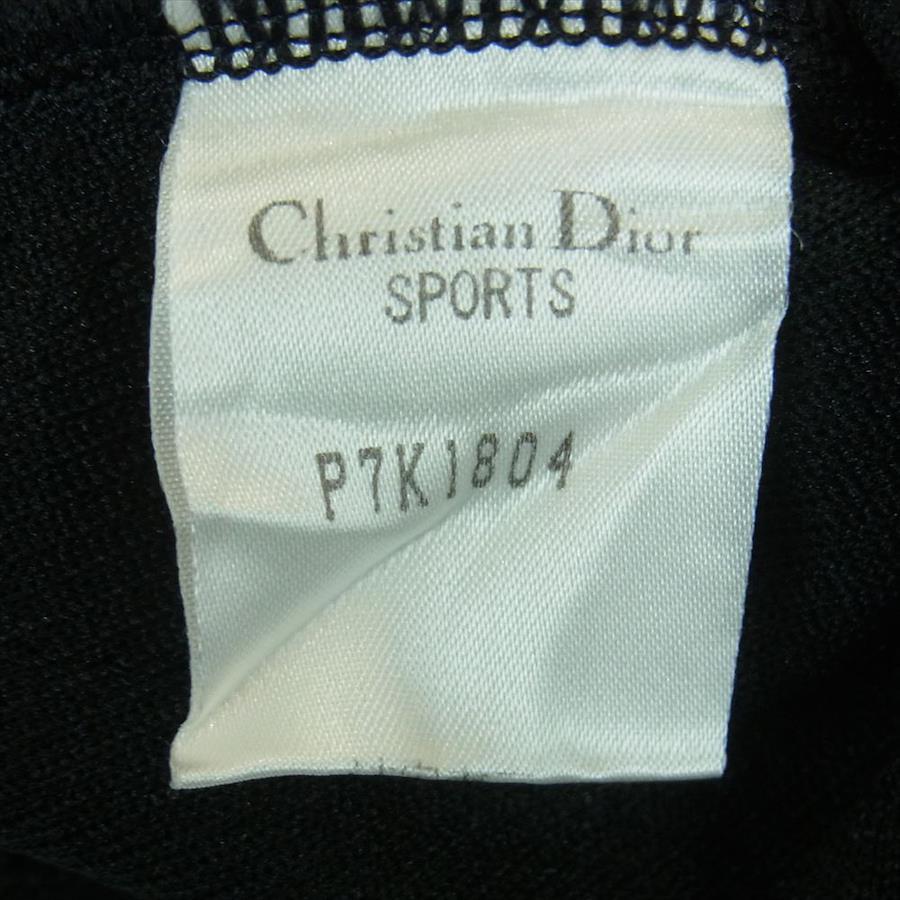 Christian Dior
SPORTS
P7K1804